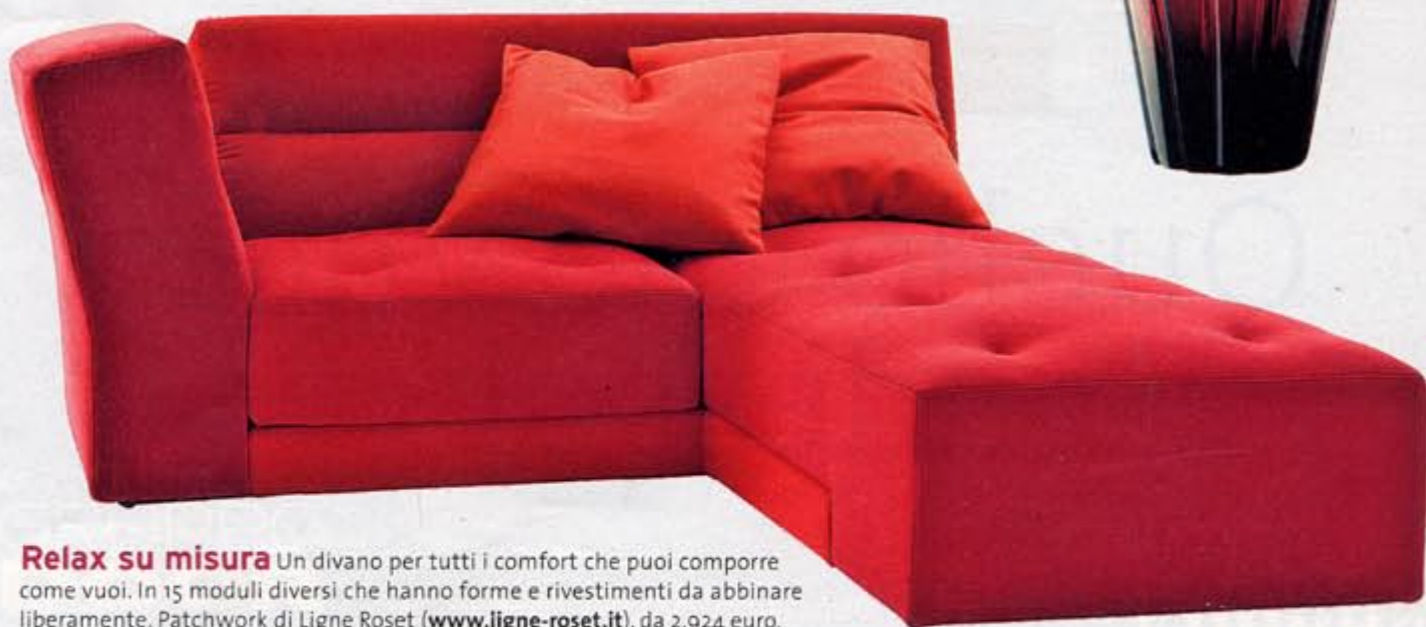 Relax su misura Un divano per tutti i comfort che puoi comporre
come vuoi. In 15 moduli diversi che hanno forme e rivestimenti da abbinare
liberamente. Patchwork di Ligne Roset (www.ligne-roset.it), da 2.924 euro.